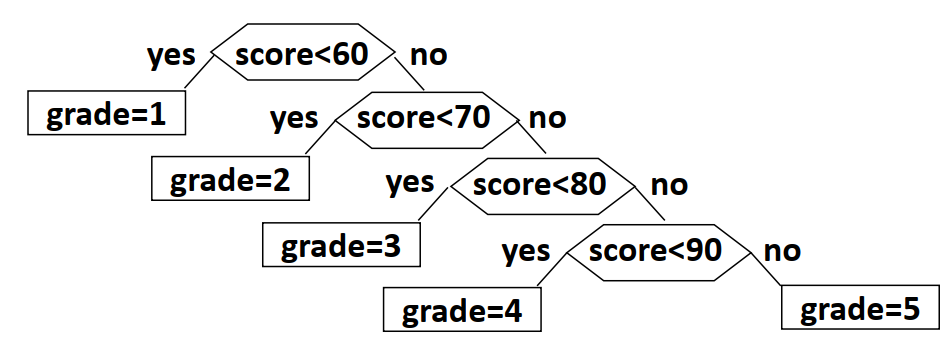 yes score<60 no
grade=1
yes score<70 no
grade=2
yes score<80 no
grade=3
yes score<90 no
grade=4
grade=5